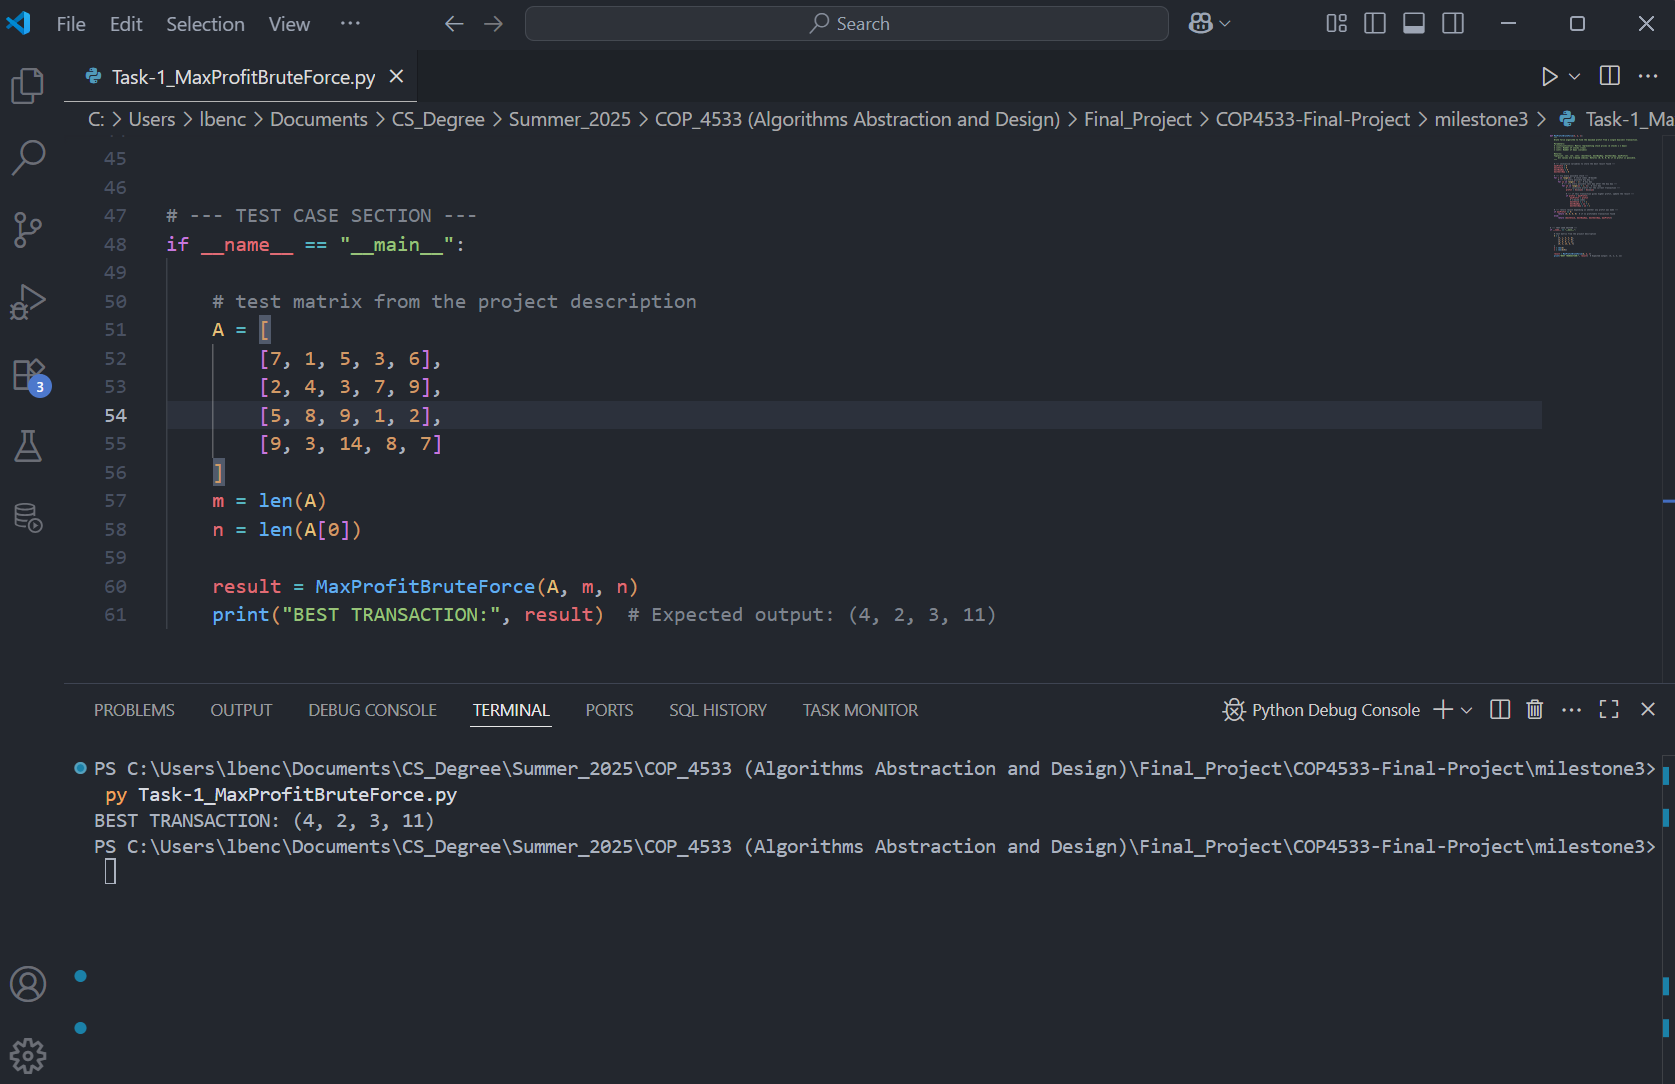 File Edit Selection View ··· Search
Task-1_MaxProfitBruteForce.py
C: > Users > lbenc > Documents > CS_Degree > Summer_2025 > COP_4533 (Algorithms Abstraction and Design) > Final_Project > COP4533-Final-Project > milestone3 > Task-1_Ma
45
46
47 # --- TEST CASE SECTION ---
48 if __name__ == "__main__":
49
50 # test matrix from the project description
51 A = [
52 [7, 1, 5, 3, 6],
53 [2, 4, 3, 7, 9],
54 [5, 8, 9, 1, 2],
55 [9, 3, 14, 8, 7]
56 ]
57 m = len(A)
58 n = len(A[0])
59
60 result = MaxProfitBruteForce(A, m, n)
61 print("BEST TRANSACTION:", result) # Expected output: (4, 2, 3, 11)
3
PROBLEMS OUTPUT DEBUG CONSOLE TERMINAL PORTS SQL HISTORY TASK MONITOR Python Debug Console
PS C:\Users\lbenc\Documents\CS_Degree\Summer_2025\COP_4533 (Algorithms Abstraction and Design)\Final_Project\COP4533-Final-Project\milestone3>
py Task-1_MaxProfitBruteForce.py
BEST TRANSACTION: (4, 2, 3, 11)
PS C:\Users\lbenc\Documents\CS_Degree\Summer_2025\COP_4533 (Algorithms Abstraction and Design)\Final_Project\COP4533-Final-Project\milestone3>